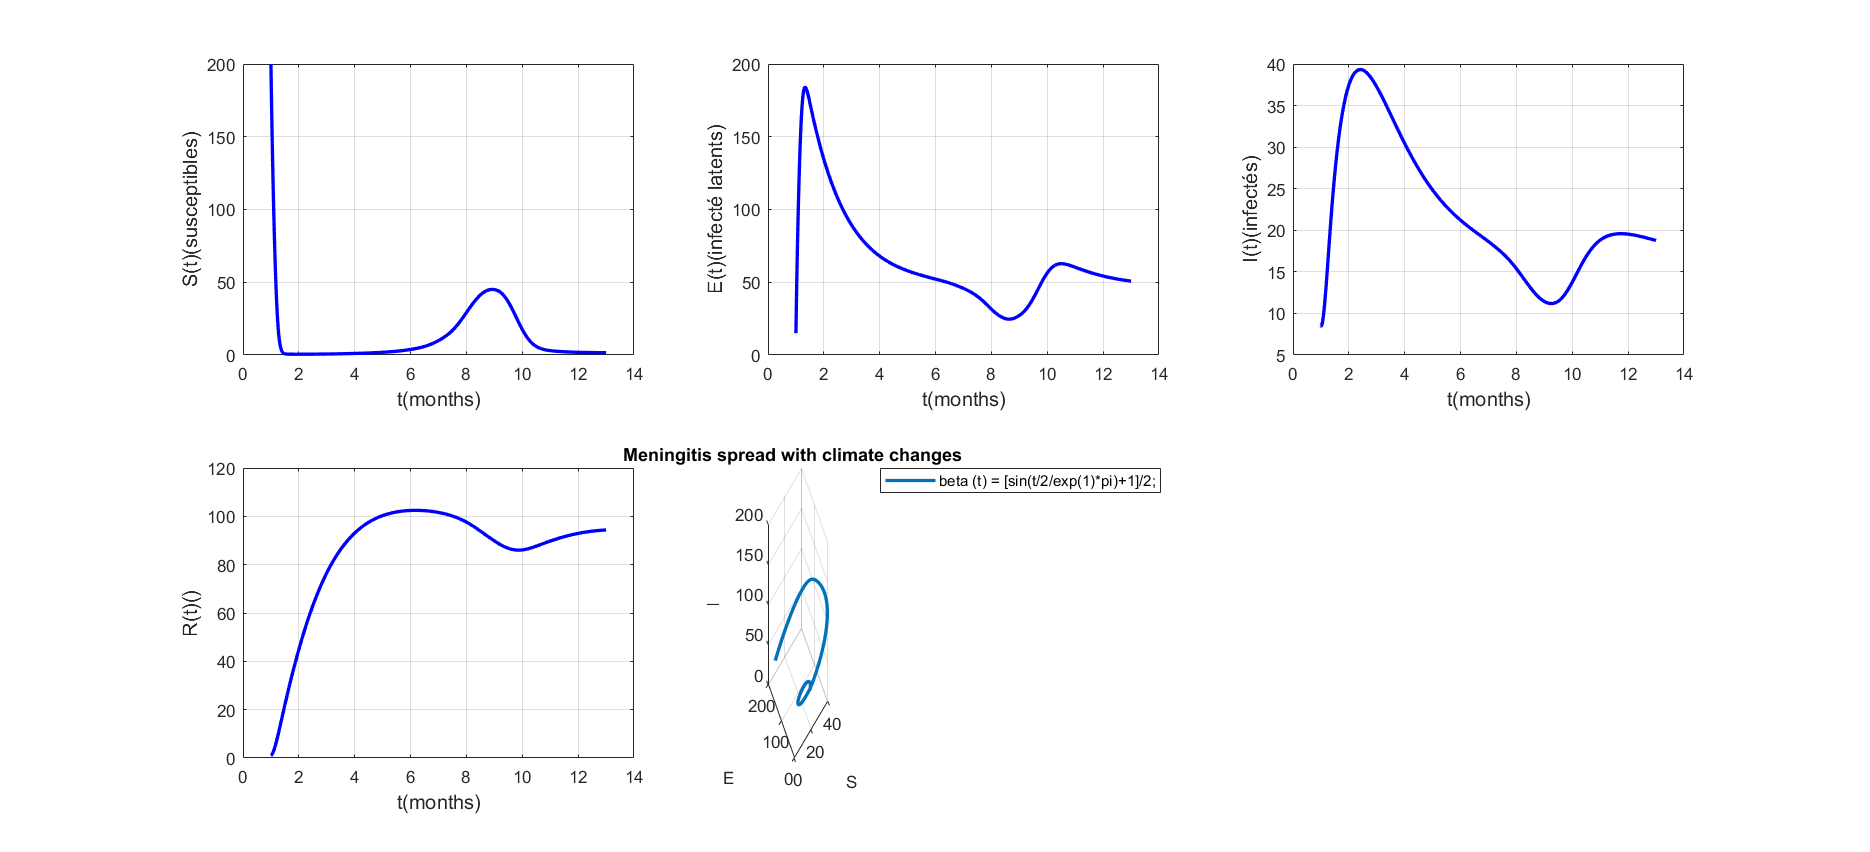 200
150
100
50
0
0 2 4 6 8 10 12 14
S(t)(susceptibles)
t(months)
200
150
100
50
0
0 2 4 6 8 10 12 14
E(t)(infecté latents)
t(months)
40
35
30
25
20
15
10
5
0 2 4 6 8 10 12 14
I(t)(infectés)
t(months)
120
100
80
60
40
20
0
0 2 4 6 8 10 12 14
R(t)()
t(months)
Meningitis spread with climate changes
beta (t) = [sin(t/2/exp(1)*pi)+1]/2;
200
150
100
50
0
I
200
100
0
E
0
20
40
S